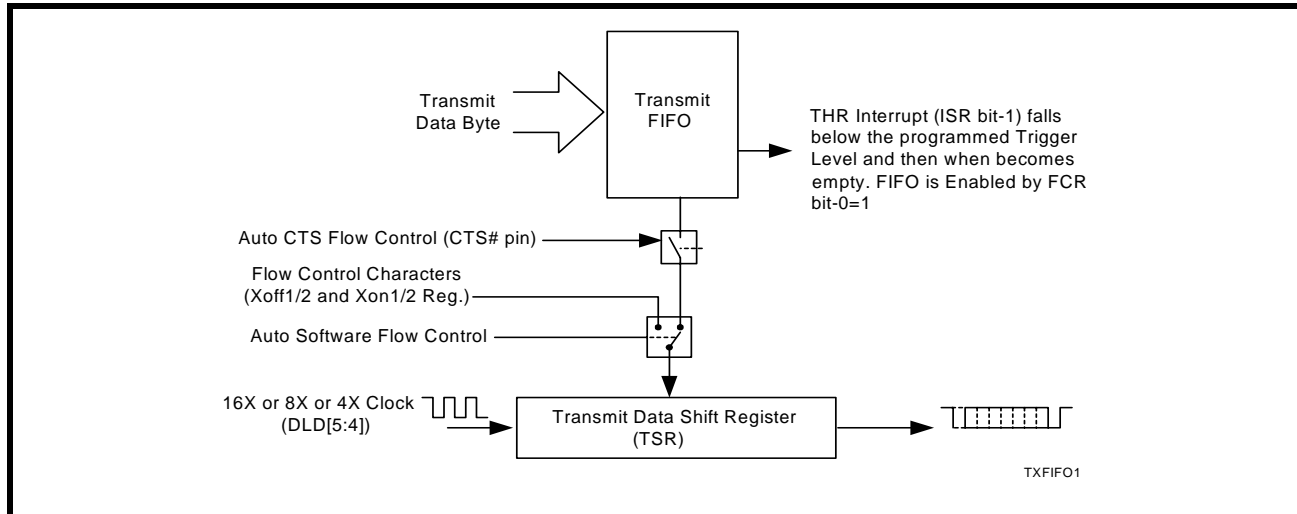 Transmit
FIFO
Transmit
Data Byte
THR Interrupt (ISR bit-1) falls
below the programmed Trigger
Level and then when becomes
empty. FIFO is Enabled by FCR
bit-0=1
Auto CTS Flow Control (CTS# pin)
Flow Control Characters
(Xoff1/2 and Xon1/2 Reg.)
Auto Software Flow Control
16X or 8X or 4X Clock
(DLD[5:4])
Transmit Data Shift Register
(TSR)
TXFIFO1